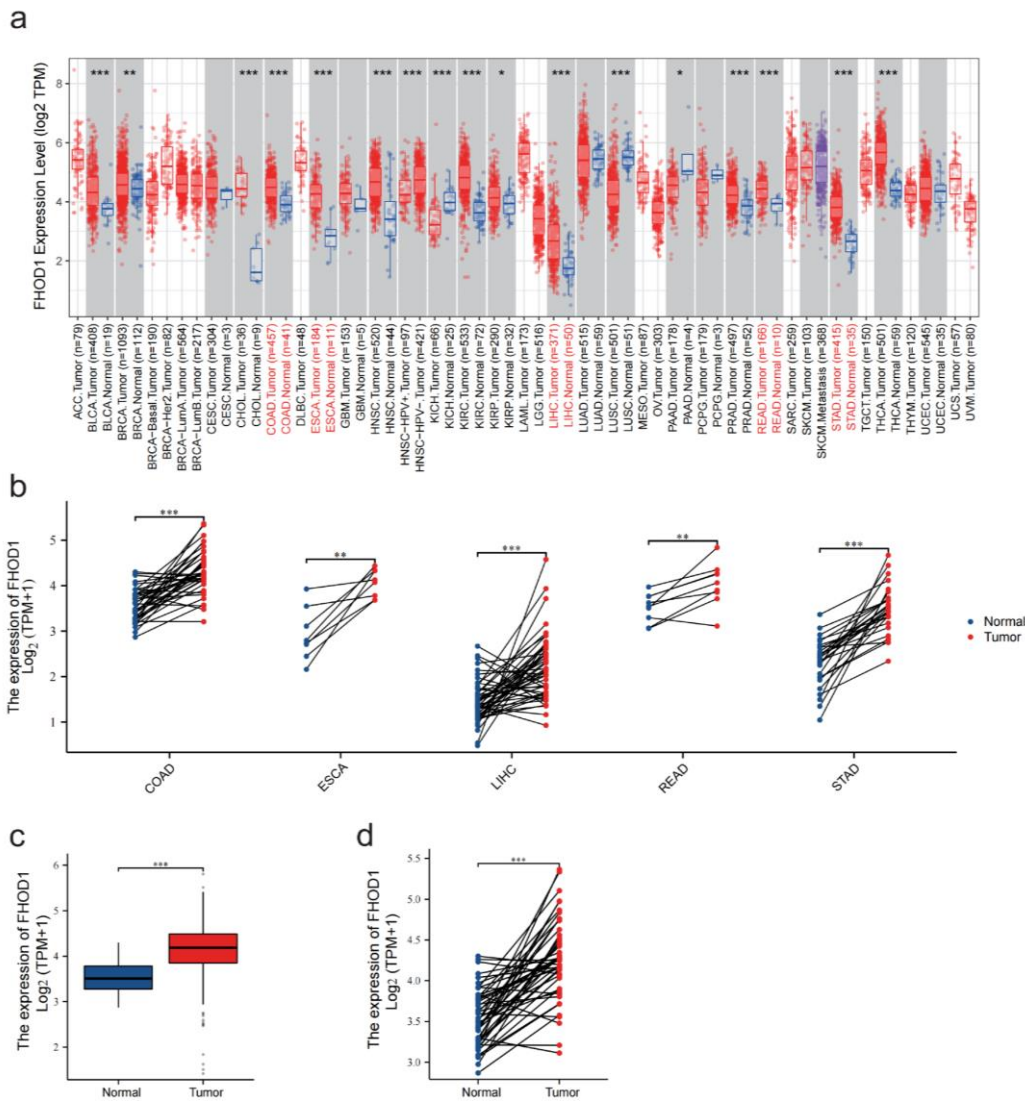 a
FHOD1 Expression Level (log2 TPM)
8
6
4
2
*** ** *** *** *** *** *** *** *** * *** *** * *** *** *** ***
ACC.Tumor (n=79)
BLCA.Tumor (n=408)
BLCA.Normal (n=19)
BRCA.Tumor (n=1093)
BRCA.Normal (n=112)
BRCA-Basal.Tumor (n=190)
BRCA-Her2.Tumor (n=82)
BRCA-LumA.Tumor (n=564)
BRCA-LumB.Tumor (n=217)
CESC.Tumor (n=304)
CESC.Normal (n=3)
CHOL.Tumor (n=36)
CHOL.Normal (n=9)
COAD.Tumor (n=457)
COAD.Normal (n=41)
DLBC.Tumor (n=48)
ESCA.Tumor (n=184)
ESCA.Normal (n=11)
GBM.Tumor (n=153)
GBM.Normal (n=5)
HNSC.Tumor (n=520)
HNSC.Normal (n=44)
HNSC-HPV+.Tumor (n=97)
HNSC-HPV-.Tumor (n=421)
KICH.Tumor (n=66)
KICH.Normal (n=25)
KIRC.Tumor (n=533)
KIRC.Normal (n=72)
KIRP.Tumor (n=290)
KIRP.Normal (n=32)
LAML.Tumor (n=173)
LGG.Tumor (n=516)
LIHC.Tumor (n=371)
LIHC.Normal (n=50)
LUAD.Tumor (n=515)
LUAD.Normal (n=59)
LUSC.Tumor (n=501)
LUSC.Normal (n=51)
MESO.Tumor (n=87)
OV.Tumor (n=303)
PAAD.Tumor (n=178)
PAAD.Normal (n=4)
PCPG.Tumor (n=179)
PCPG.Normal (n=3)
PRAD.Tumor (n=497)
PRAD.Normal (n=52)
READ.Tumor (n=166)
READ.Normal (n=10)
SARC.Tumor (n=259)
SKCM.Tumor (n=103)
SKCM.Metastasis (n=368)
STAD.Tumor (n=415)
STAD.Normal (n=35)
TGCT.Tumor (n=150)
THCA.Tumor (n=501)
THCA.Normal (n=59)
THYM.Tumor (n=120)
UCEC.Tumor (n=545)
UCEC.Normal (n=35)
UCS.Tumor (n=57)
UVM.Tumor (n=80)
b
The expression of FHOD1
Log2 (TPM+1)
5
4
3
2
1
*** ** *** ** ***
COAD
ESCA
LIHC
READ
STAD
Normal
Tumor
c
The expression of FHOD1
Log2 (TPM+1)
6
5
4
3
2
***
Normal Tumor
d
The expression of FHOD1
Log2 (TPM+1)
5.5
5.0
4.5
4.0
3.5
3.0
***
Normal Tumor